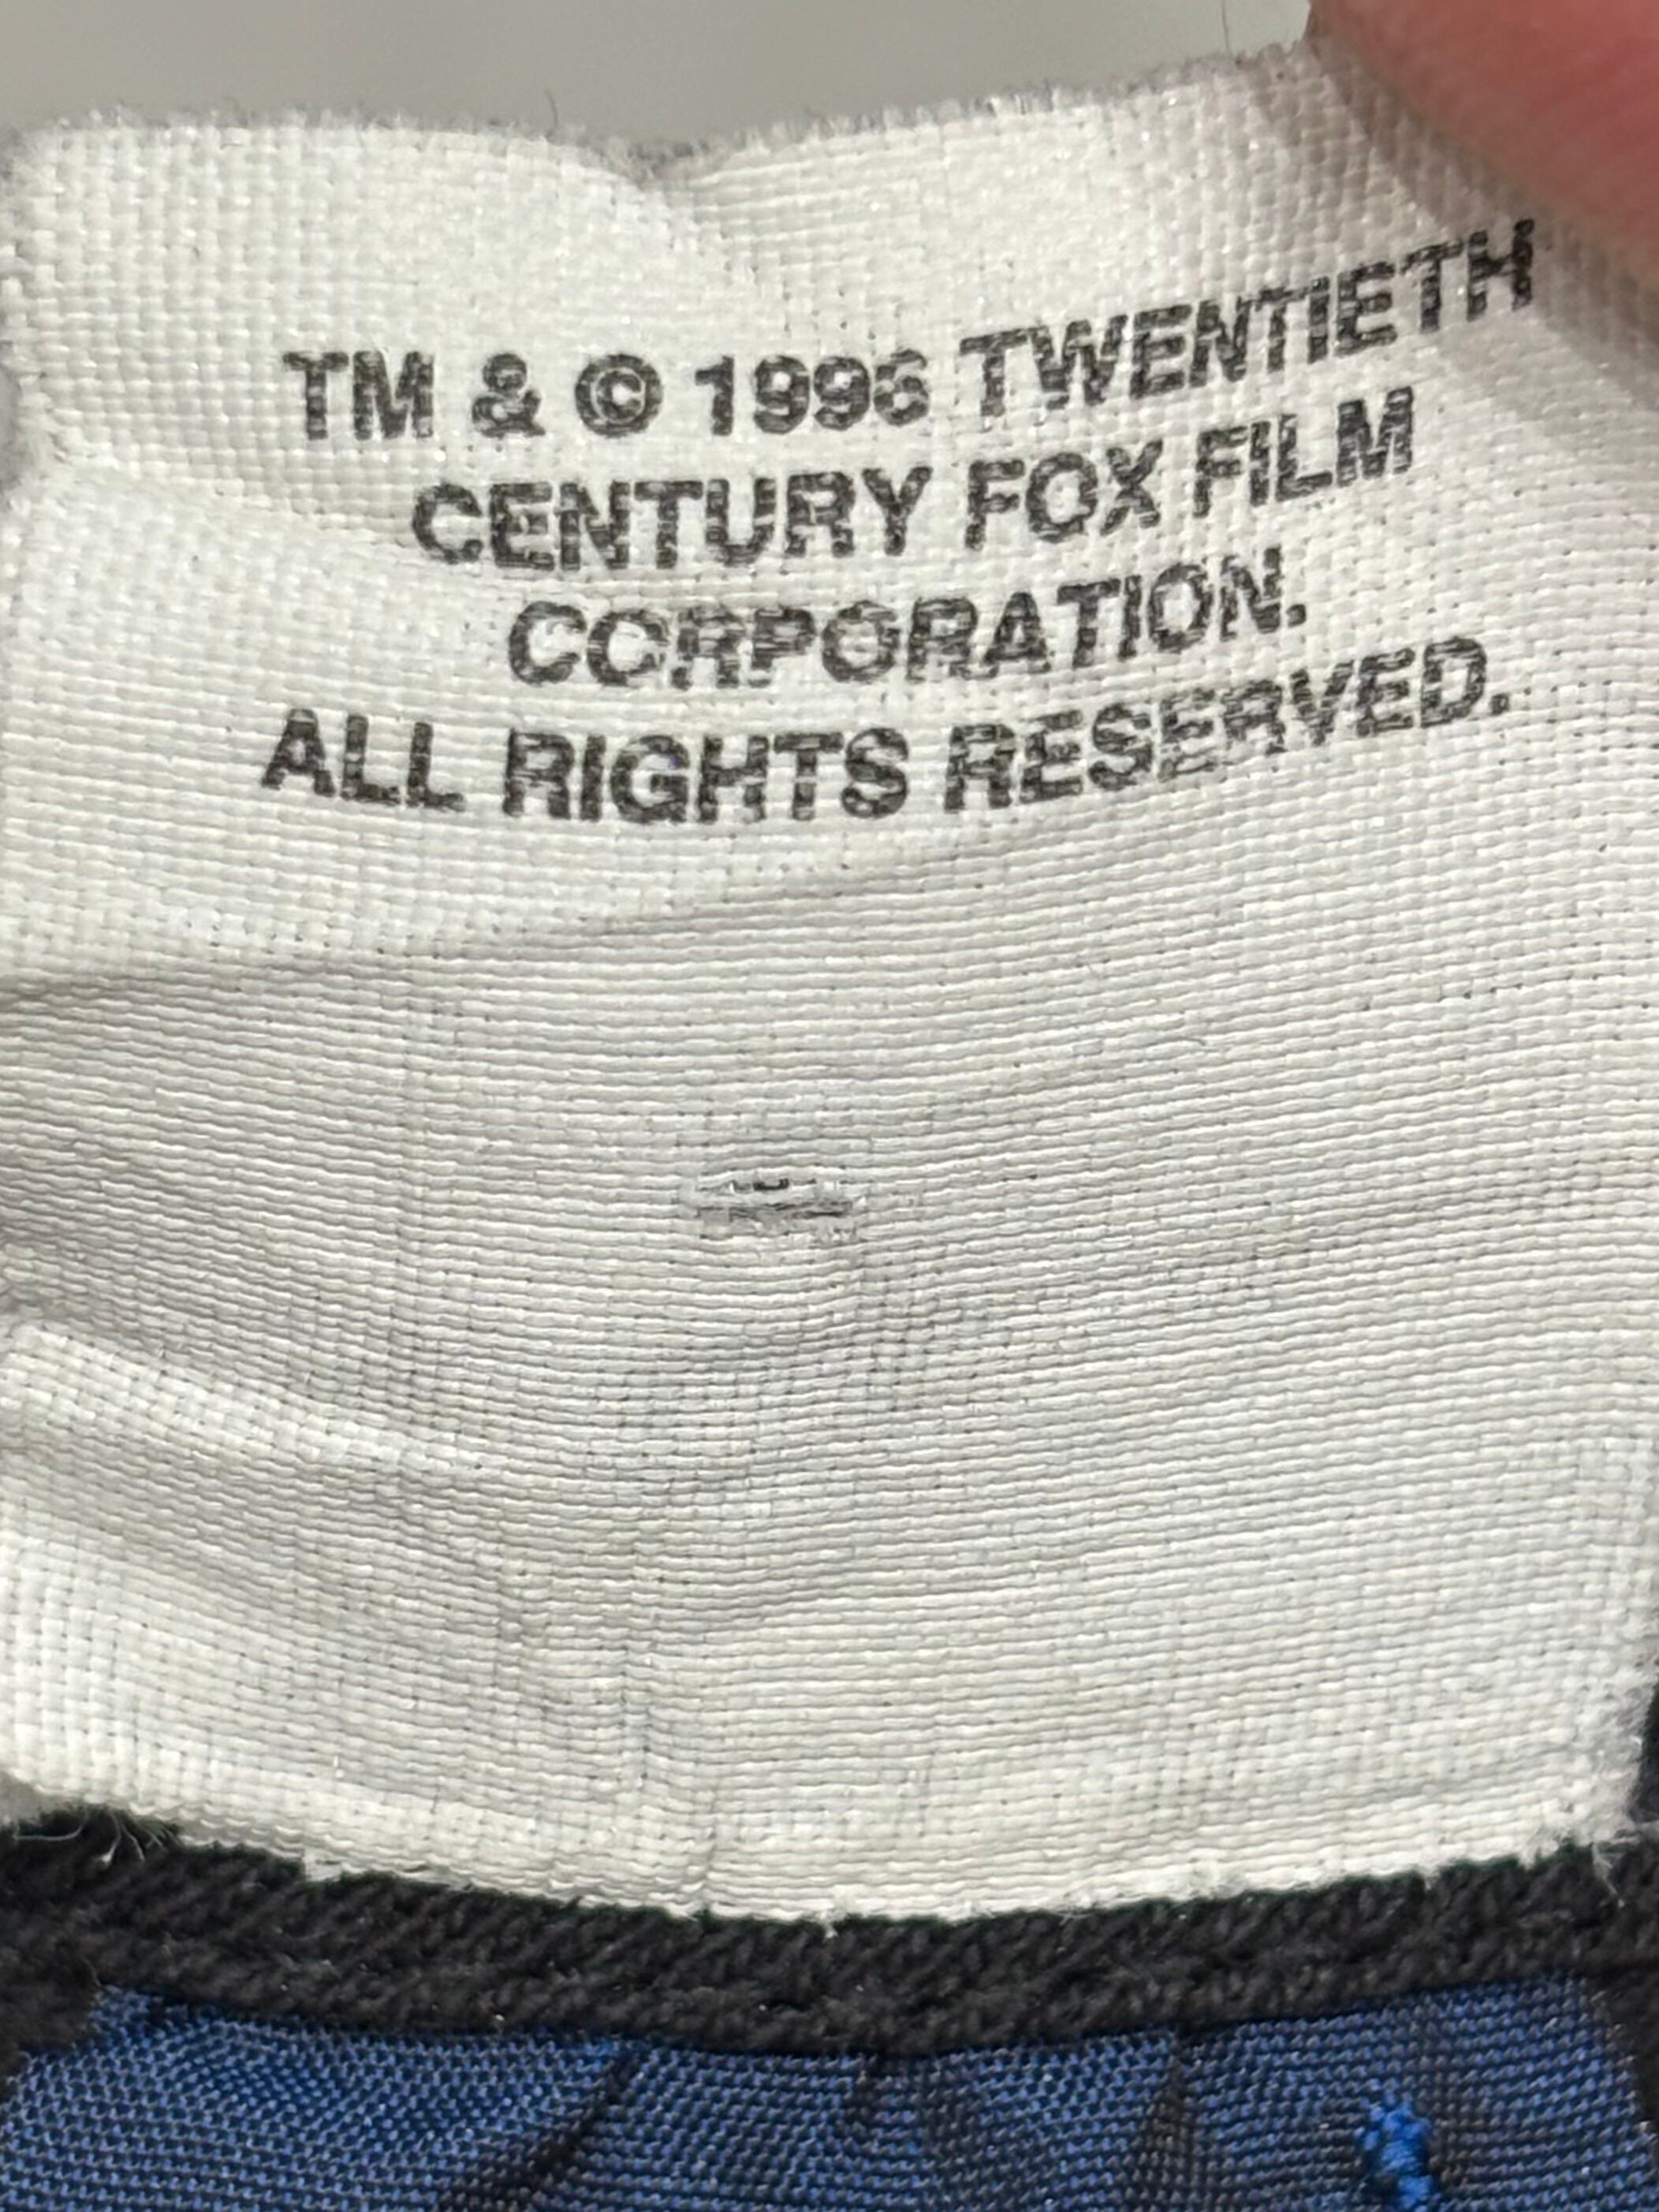 TM & © 1996 TWENTIETH
CENTURY FOX FILM
CORPORATION.
ALL RIGHTS RESERVED.